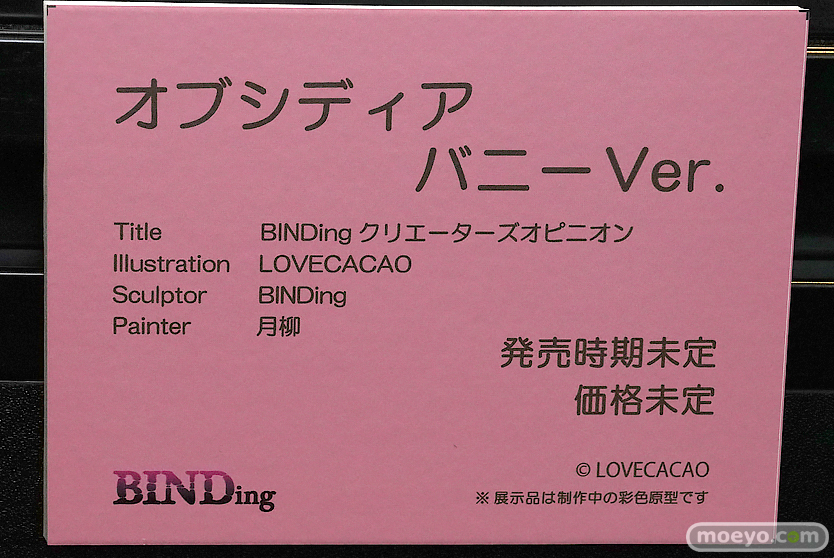 オブシディア
バニー Ver.
Title BINDing クリエーターズオピニオン
Illustration LOVECACAO
Sculptor BINDing
Painter 月柳
発売時期未定
価格未定
© LOVECACAO
BINDing
※ 展示品は制作中の彩色原型です
moeyo.com